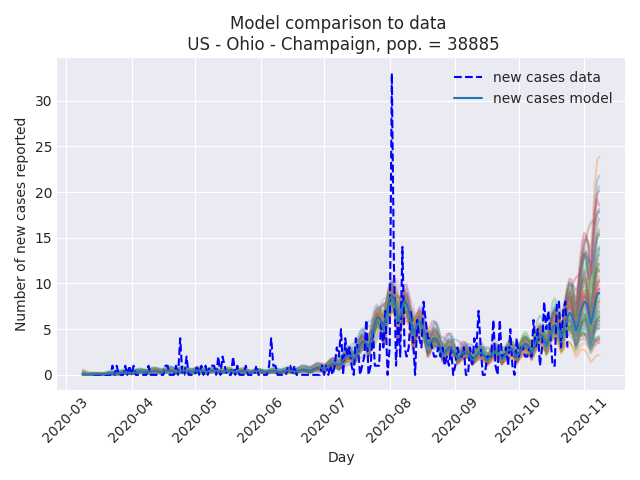 Model comparison to data
US - Ohio - Champaign, pop. = 38885
new cases data
new cases model
Number of new cases reported
30
25
20
15
10
5
0
2020-03
2020-04
2020-05
2020-06
2020-07
2020-08
2020-09
2020-10
2020-11
Day